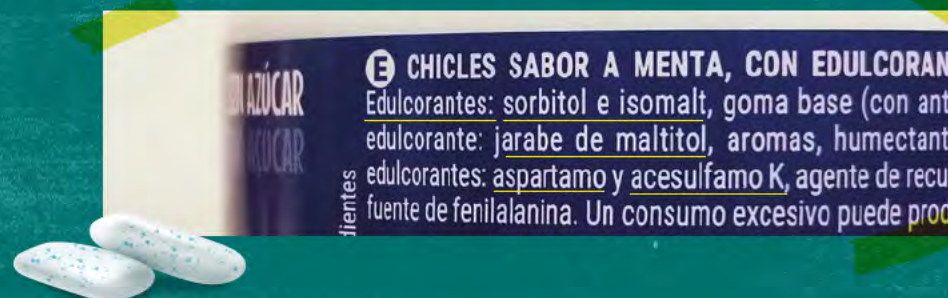 AZÚCAR
E CHICLES SABOR A MENTA, CON EDULCORAN
Edulcorantes: sorbitol e isomalt, goma base (con ant
edulcorante: jarabe de maltitol, aromas, humectant
edulcorantes: aspartamo y acesulfamo K, agente de recu
fuente de fenilalanina. Un consumo excesivo puede prod
dientes